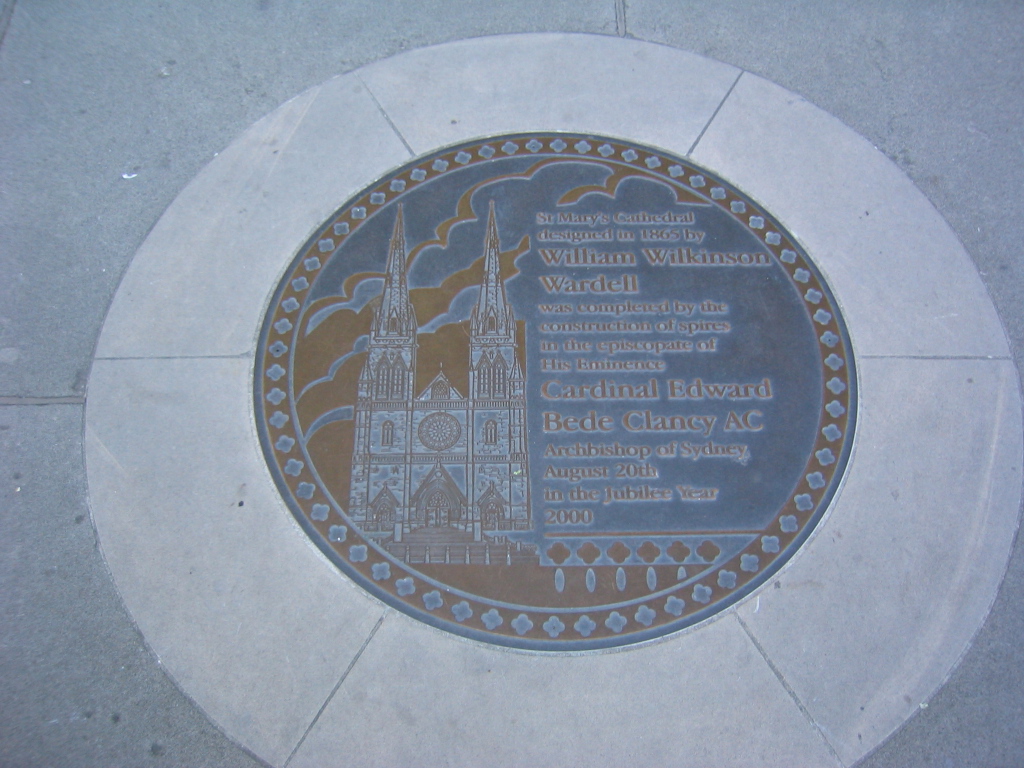 St Mary's Cathedral
designed in 1865 by
William Wilkinson
Wardell
was completed by the
construction of spires
in the episcopate of
His Eminence
Cardinal Edward
Bede Clancy AC
Archbishop of Sydney
August 20th
in the Jubilee Year
2000